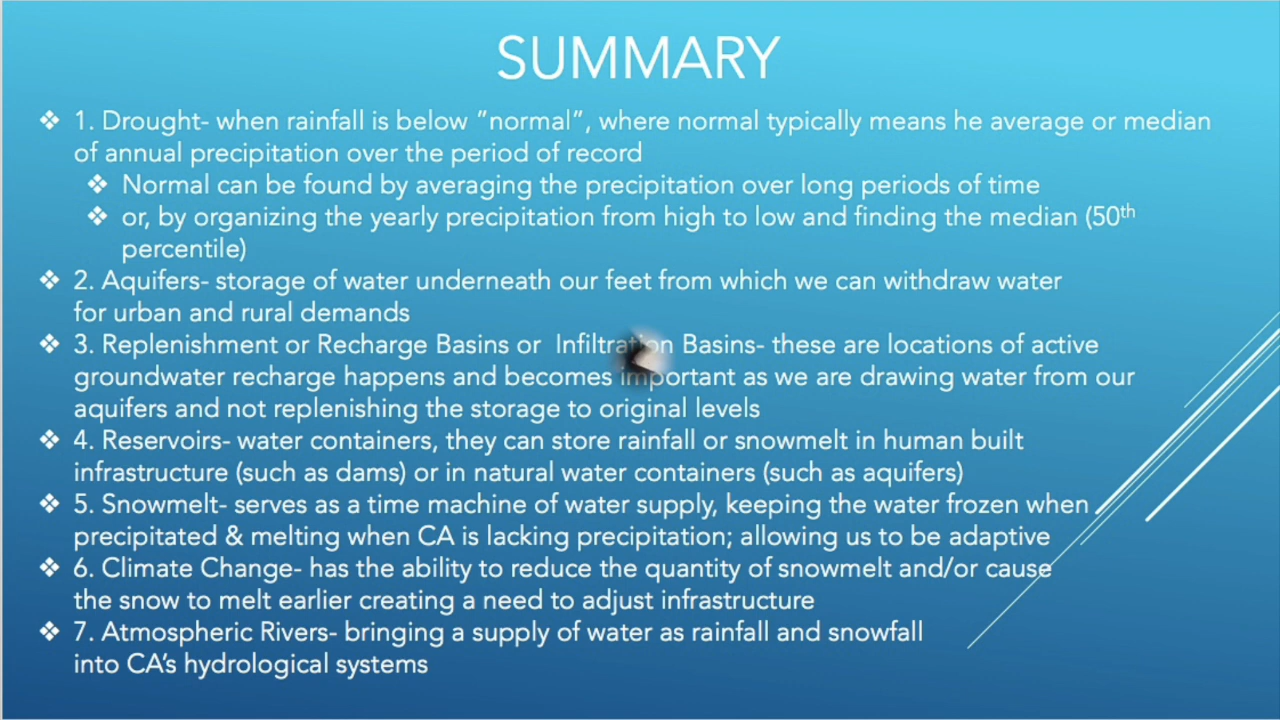 SUMMARY
❖ 1. Drought- when rainfall is below ”normal”, where normal typically means he average or median
of annual precipitation over the period of record
❖ Normal can be found by averaging the precipitation over long periods of time
❖ or, by organizing the yearly precipitation from high to low and finding the median (50th
percentile)
❖ 2. Aquifers- storage of water underneath our feet from which we can withdraw water
for urban and rural demands
❖ 3. Replenishment or Recharge Basins or  Infiltration Basins- these are locations of active
groundwater recharge happens and becomes important as we are drawing water from our
aquifers and not replenishing the storage to original levels
❖ 4. Reservoirs- water containers, they can store rainfall or snowmelt in human built
infrastructure (such as dams) or in natural water containers (such as aquifers)
❖ 5. Snowmelt- serves as a time machine of water supply, keeping the water frozen when
precipitated & melting when CA is lacking precipitation; allowing us to be adaptive
❖ 6. Climate Change- has the ability to reduce the quantity of snowmelt and/or cause
the snow to melt earlier creating a need to adjust infrastructure
❖ 7. Atmospheric Rivers- bringing a supply of water as rainfall and snowfall
into CA’s hydrological systems